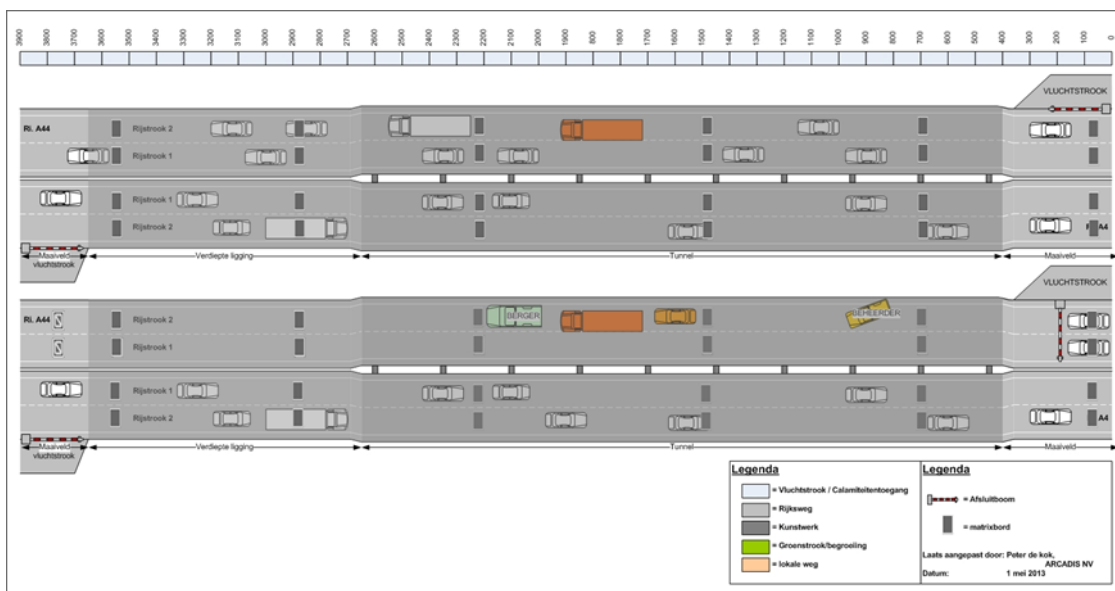 3900 3800 3700 3600 3500 3400 3300 3200 3100 3000 2900 2800 2700 2600 2500 2400 2300 2200 2100 2000 1900 800 1700 1600 1500 1400 1300 1200 1100 1000 900 800 700 600 500 400 300 200 100 0
VLUCHTSTROOK
Ri. A44 Rijstrook 2
Rijstrook 1
Rijstrook 1
Rijstrook 2 A4
Maaiveld Verdiepte ligging Tunnel Maaiveld
vluchtstrook
VLUCHTSTROOK
Ri. A44 Rijstrook 2 BERGER BEHEERDER
Rijstrook 1
Rijstrook 1
Rijstrook 2 A4
Maaiveld Verdiepte ligging Tunnel Maaiveld
vluchtstrook
Legenda
= Vluchtstrook / Calamiteitentoegang
= Rijksweg
= Kunstwerk
= Groenstrook/begroeiing
= lokale weg
Legenda
= Afsluitboom
= matrixbord
Laats aangepast door: Peter de kok,
ARCADIS NV
Datum: 1 mei 2013